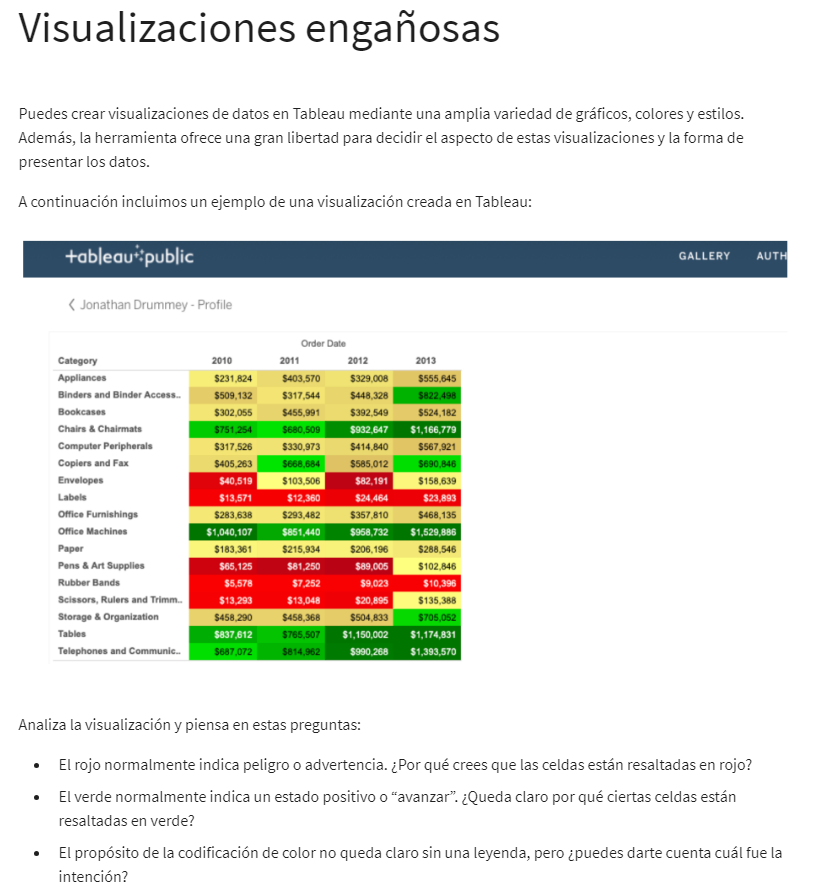 Visualizaciones engañosas
Puedes crear visualizaciones de datos en Tableau mediante una amplia variedad de gráficos, colores y estilos.
Además, la herramienta ofrece una gran libertad para decidir el aspecto de estas visualizaciones y la forma de
presentar los datos.
A continuación incluimos un ejemplo de una visualización creada en Tableau:
+ableau public
GALLERY AUTH
Jonathan Drummey - Profile
Order Date
Category 2010 2011 2012 2013
Appliances $231,824 $403,570 $329,008 $555,645
Binders and Binder Access.. $509,132 $317,544 $448,328 $822,498
Bookcases $302,055 $455,991 $392,549 $524,182
Chairs & Chairmats $751,254 $680,509 $932,647 $1,166,779
Computer Peripherals $317,526 $330,973 $414,840 $567,921
Copiers and Fax $405,263 $668,684 $585,012 $690,846
Envelopes $40,519 $103,506 $82,191 $158,639
Labels $13,571 $12,360 $24,464 $23,893
Office Furnishings $283,638 $293,482 $357,810 $468,135
Office Machines $1,040,107 $851,440 $958,732 $1,529,886
Paper $183,361 $215,934 $206,196 $288,546
Pens & Art Supplies $65,125 $81,250 $89,005 $102,846
Rubber Bands $5,578 $7,252 $9,023 $10,396
Scissors, Rulers and Trimm.. $13,293 $13,048 $20,895 $135,388
Storage & Organization $458,290 $458,368 $504,833 $705,052
Tables $837,612 $765,507 $1,150,002 $1,174,831
Telephones and Communic.. $687,072 $814,962 $990,268 $1,393,570
Analiza la visualización y piensa en estas preguntas:
• El rojo normalmente indica peligro o advertencia. ¿Por qué crees que las celdas están resaltadas en rojo?
• El verde normalmente indica un estado positivo o “avanzar”. ¿Queda claro por qué ciertas celdas están
resaltadas en verde?
• El propósito de la codificación de color no queda claro sin una leyenda, pero ¿puedes darte cuenta cuál fue la
intención?